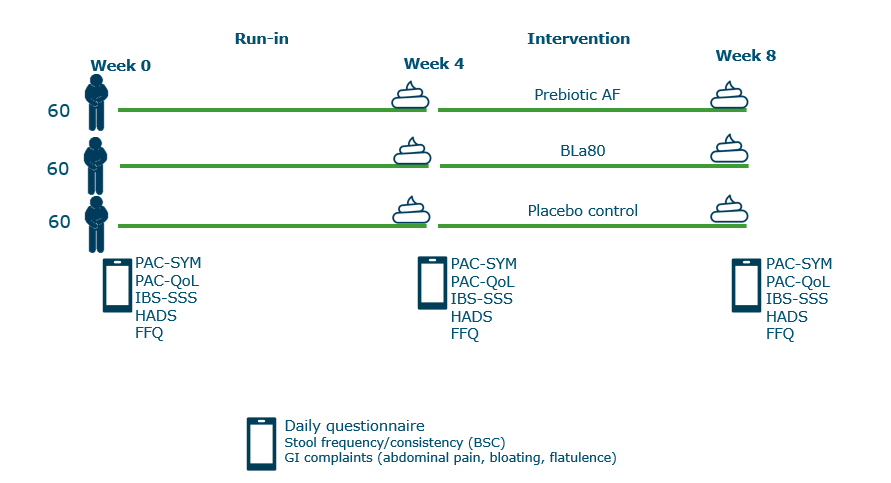 Run-in
Intervention
Week 0
Week 4
Week 8
60
Prebiotic AF
60
BLa80
60
Placebo control
PAC-SYM
PAC-QoL
IBS-SSS
HADS
FFQ
PAC-SYM
PAC-QoL
IBS-SSS
HADS
FFQ
PAC-SYM
PAC-QoL
IBS-SSS
HADS
FFQ
Daily questionnaire
Stool frequency/consistency (BSC)
GI complaints (abdominal pain, bloating, flatulence)